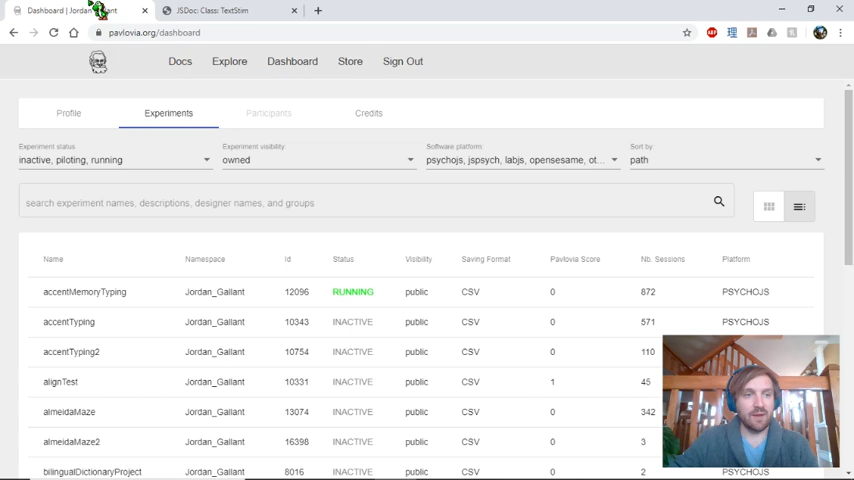 Dashboard | Jordan Gallant
JSDoc: Class: TextStim
pavlovia.org/dashboard
Docs Explore Dashboard Store Sign Out
Profile Experiments Participants Credits
Experiment status Experiment visibility Software platform: Sort by:
inactive, piloting, running owned psychojs, jspsych, labjs, opensesame, ot... path
search experiment names, descriptions, designer names, and groups
Name Namespace Id Status Visibility Saving Format Pavlovia Score Nb. Sessions Platform
accentMemoryTyping Jordan_Gallant 12096 RUNNING public CSV 0 872 PSYCHOJS
accentTyping Jordan_Gallant 10343 INACTIVE public CSV 0 571 PSYCHOJS
accentTyping2 Jordan_Gallant 10754 INACTIVE public CSV 0 110
alignTest Jordan_Gallant 10331 INACTIVE public CSV 1 45
almeidaMaze Jordan_Gallant 13074 INACTIVE public CSV 0 342
almeidaMaze2 Jordan_Gallant 16398 INACTIVE public CSV 0 3
bilingualDictionaryProject Jordan_Gallant 8016 INACTIVE public CSV 0 2 PSYCHOJS